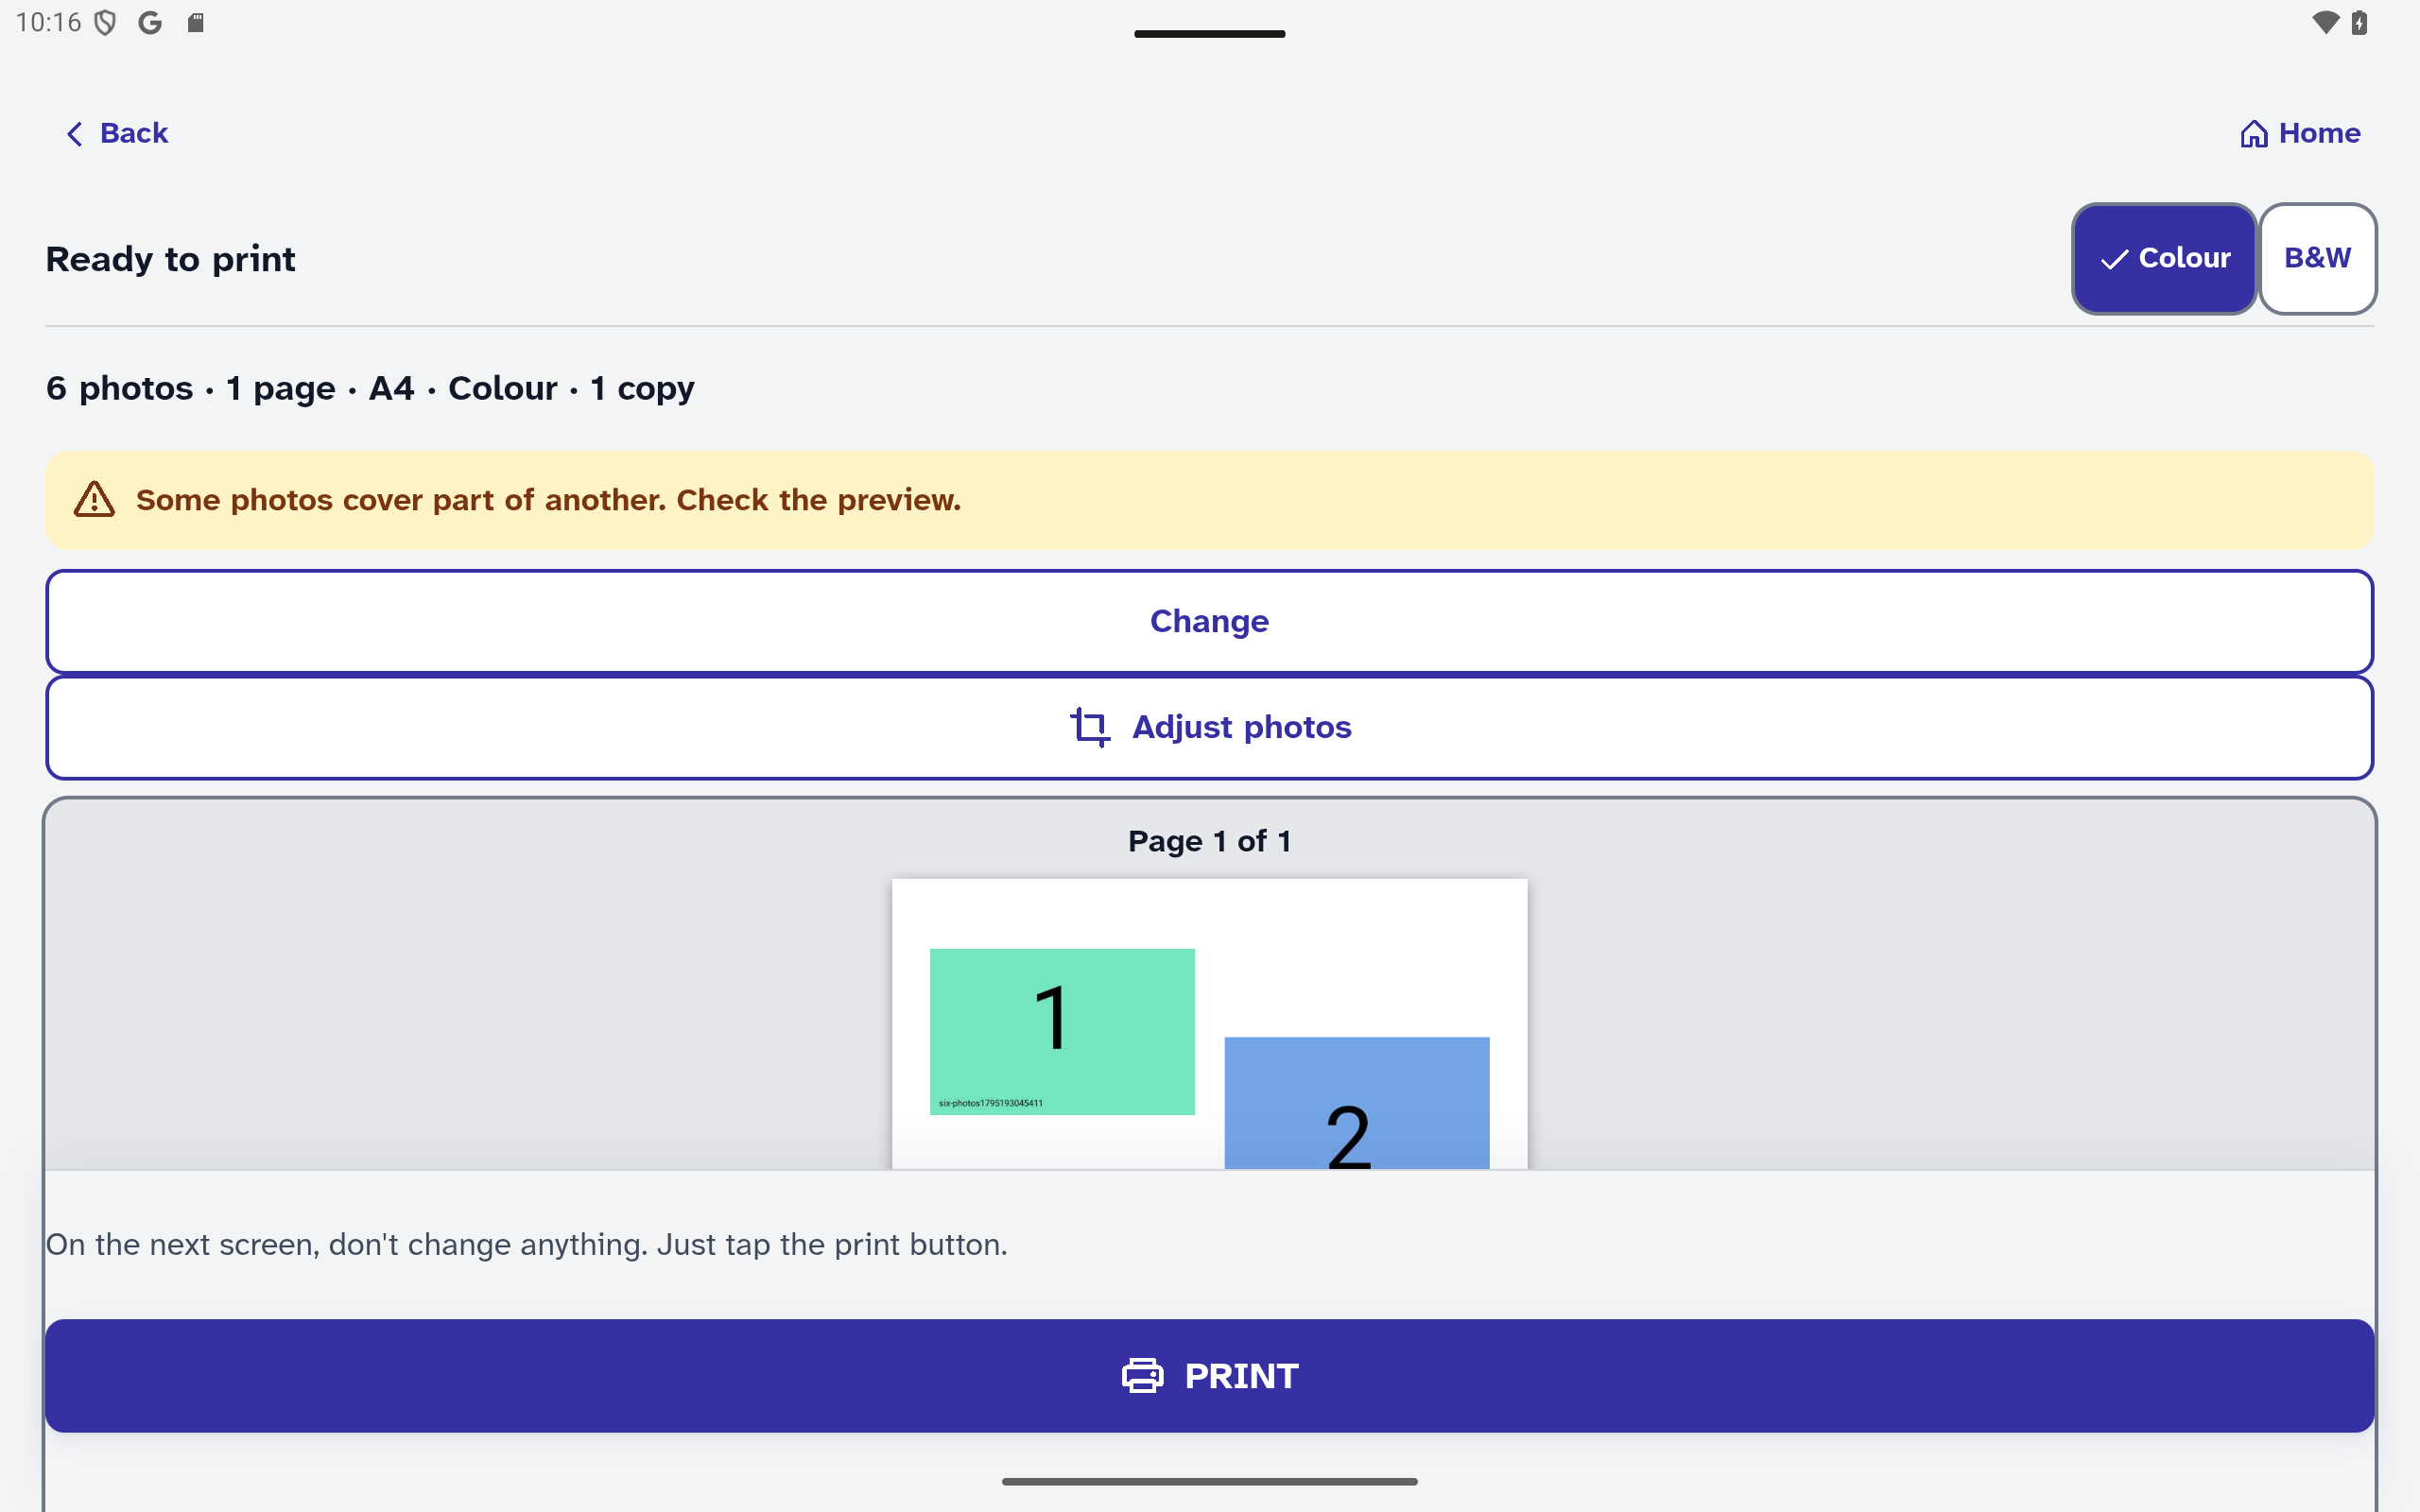 10:16
Back
Home
Ready to print
Colour
B&W
6 photos · 1 page · A4 · Colour · 1 copy
Some photos cover part of another. Check the preview.
Change
Adjust photos
Page 1 of 1
1
six-photos1795193045411
2
On the next screen, don't change anything. Just tap the print button.
PRINT